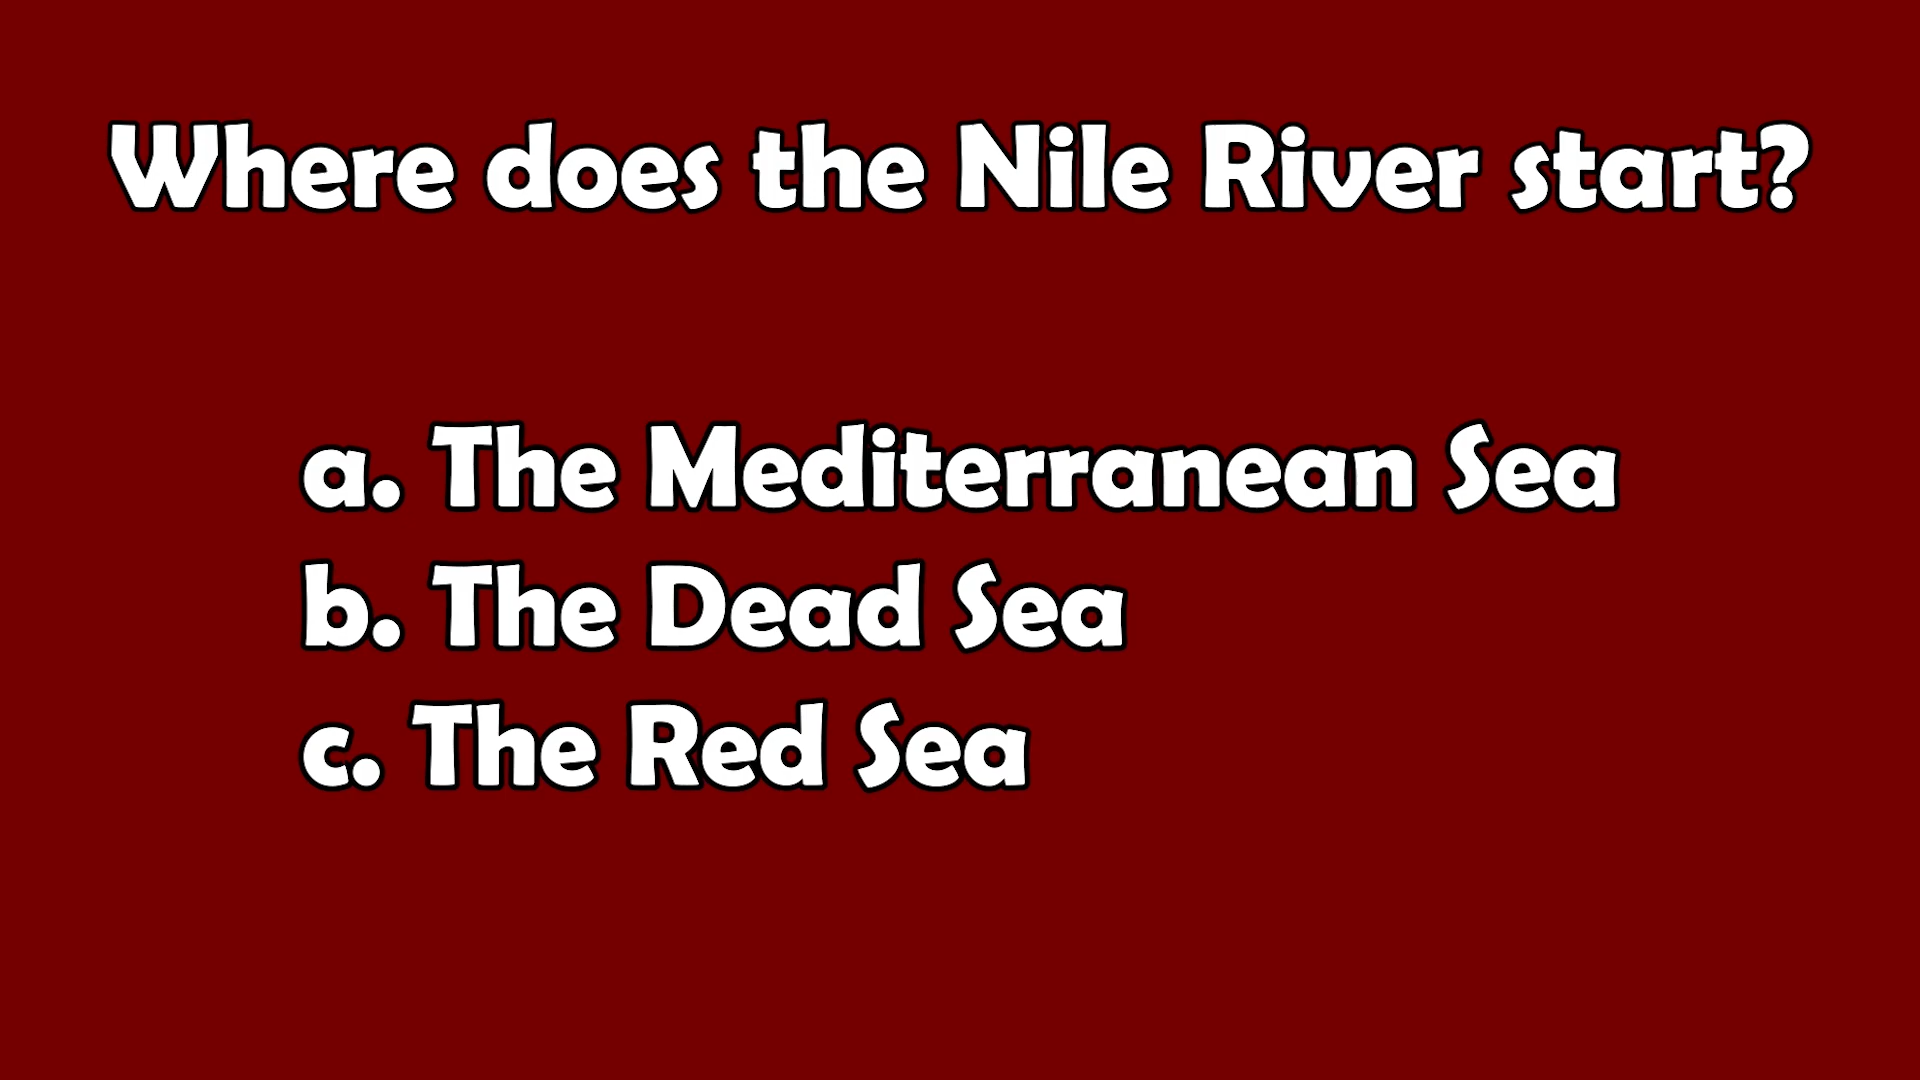 Where does the Nile River start?
a. The Mediterranean Sea
b. The Dead Sea
c. The Red Sea